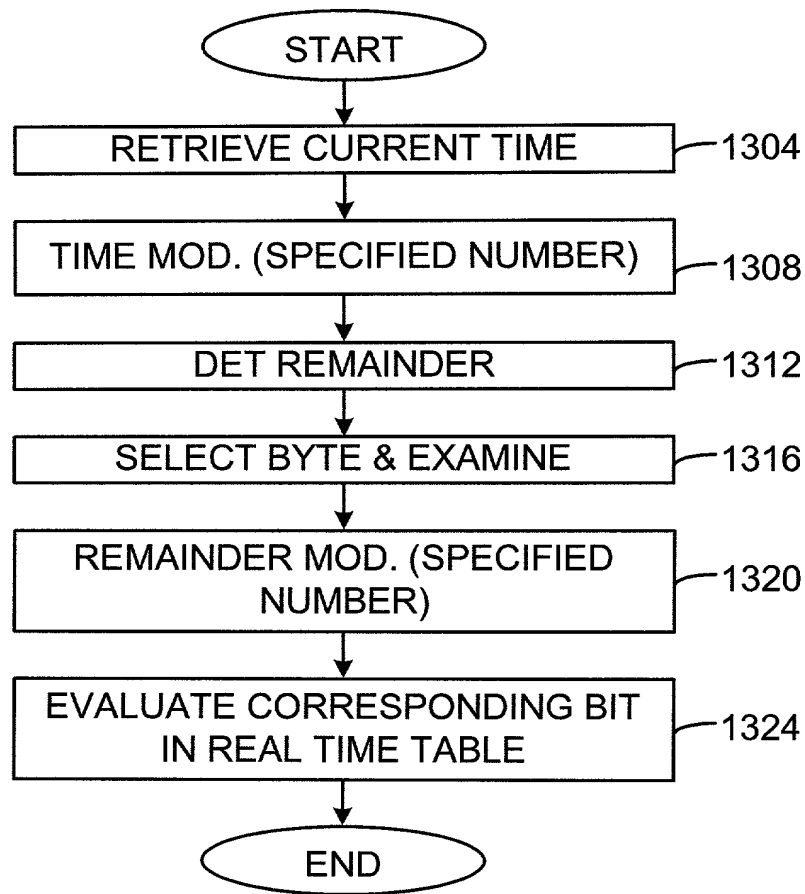 START
RETRIEVE CURRENT TIME
1304
TIME MOD. (SPECIFIED NUMBER)
1308
DET REMAINDER
1312
SELECT BYTE & EXAMINE
1316
REMAINDER MOD. (SPECIFIED
NUMBER)
1320
EVALUATE CORRESPONDING BIT
IN REAL TIME TABLE
1324
END